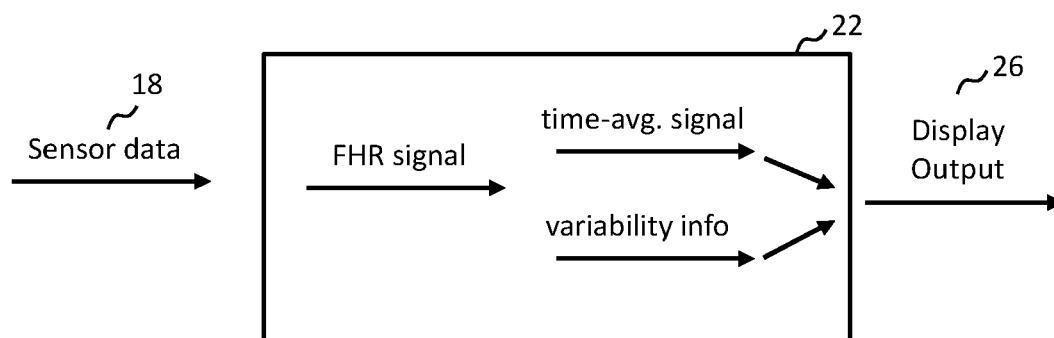 22
18
26
Sensor data
FHR signal
time-avg. signal
variability info
Display
Output